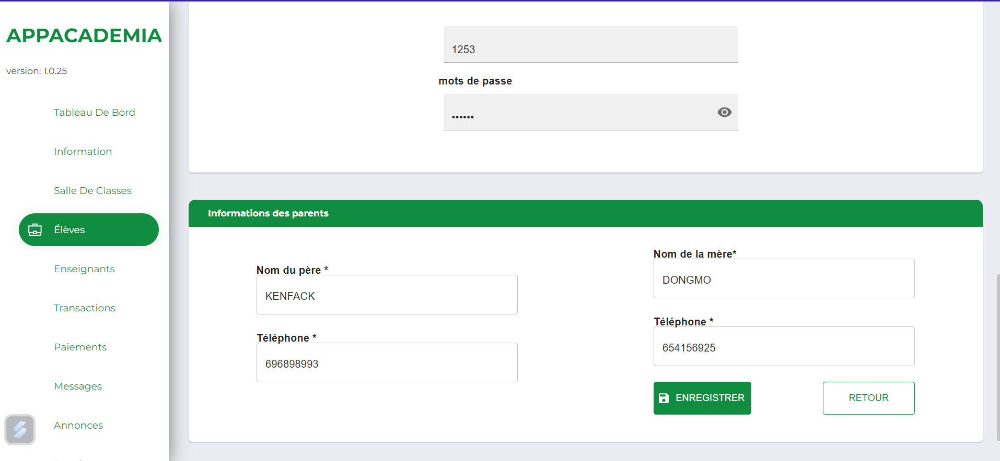 APPACADEMIA
version: 1.0.25
Tableau De Bord
Information
Salle De Classes
Élèves
Enseignants
Transactions
Paiements
Messages
Annonces
1253
mots de passe
••••••
Informations des parents
Nom du père *
KENFACK
Téléphone *
696898993
Nom de la mère*
DONGMO
Téléphone *
654156925
ENREGISTRER
RETOUR